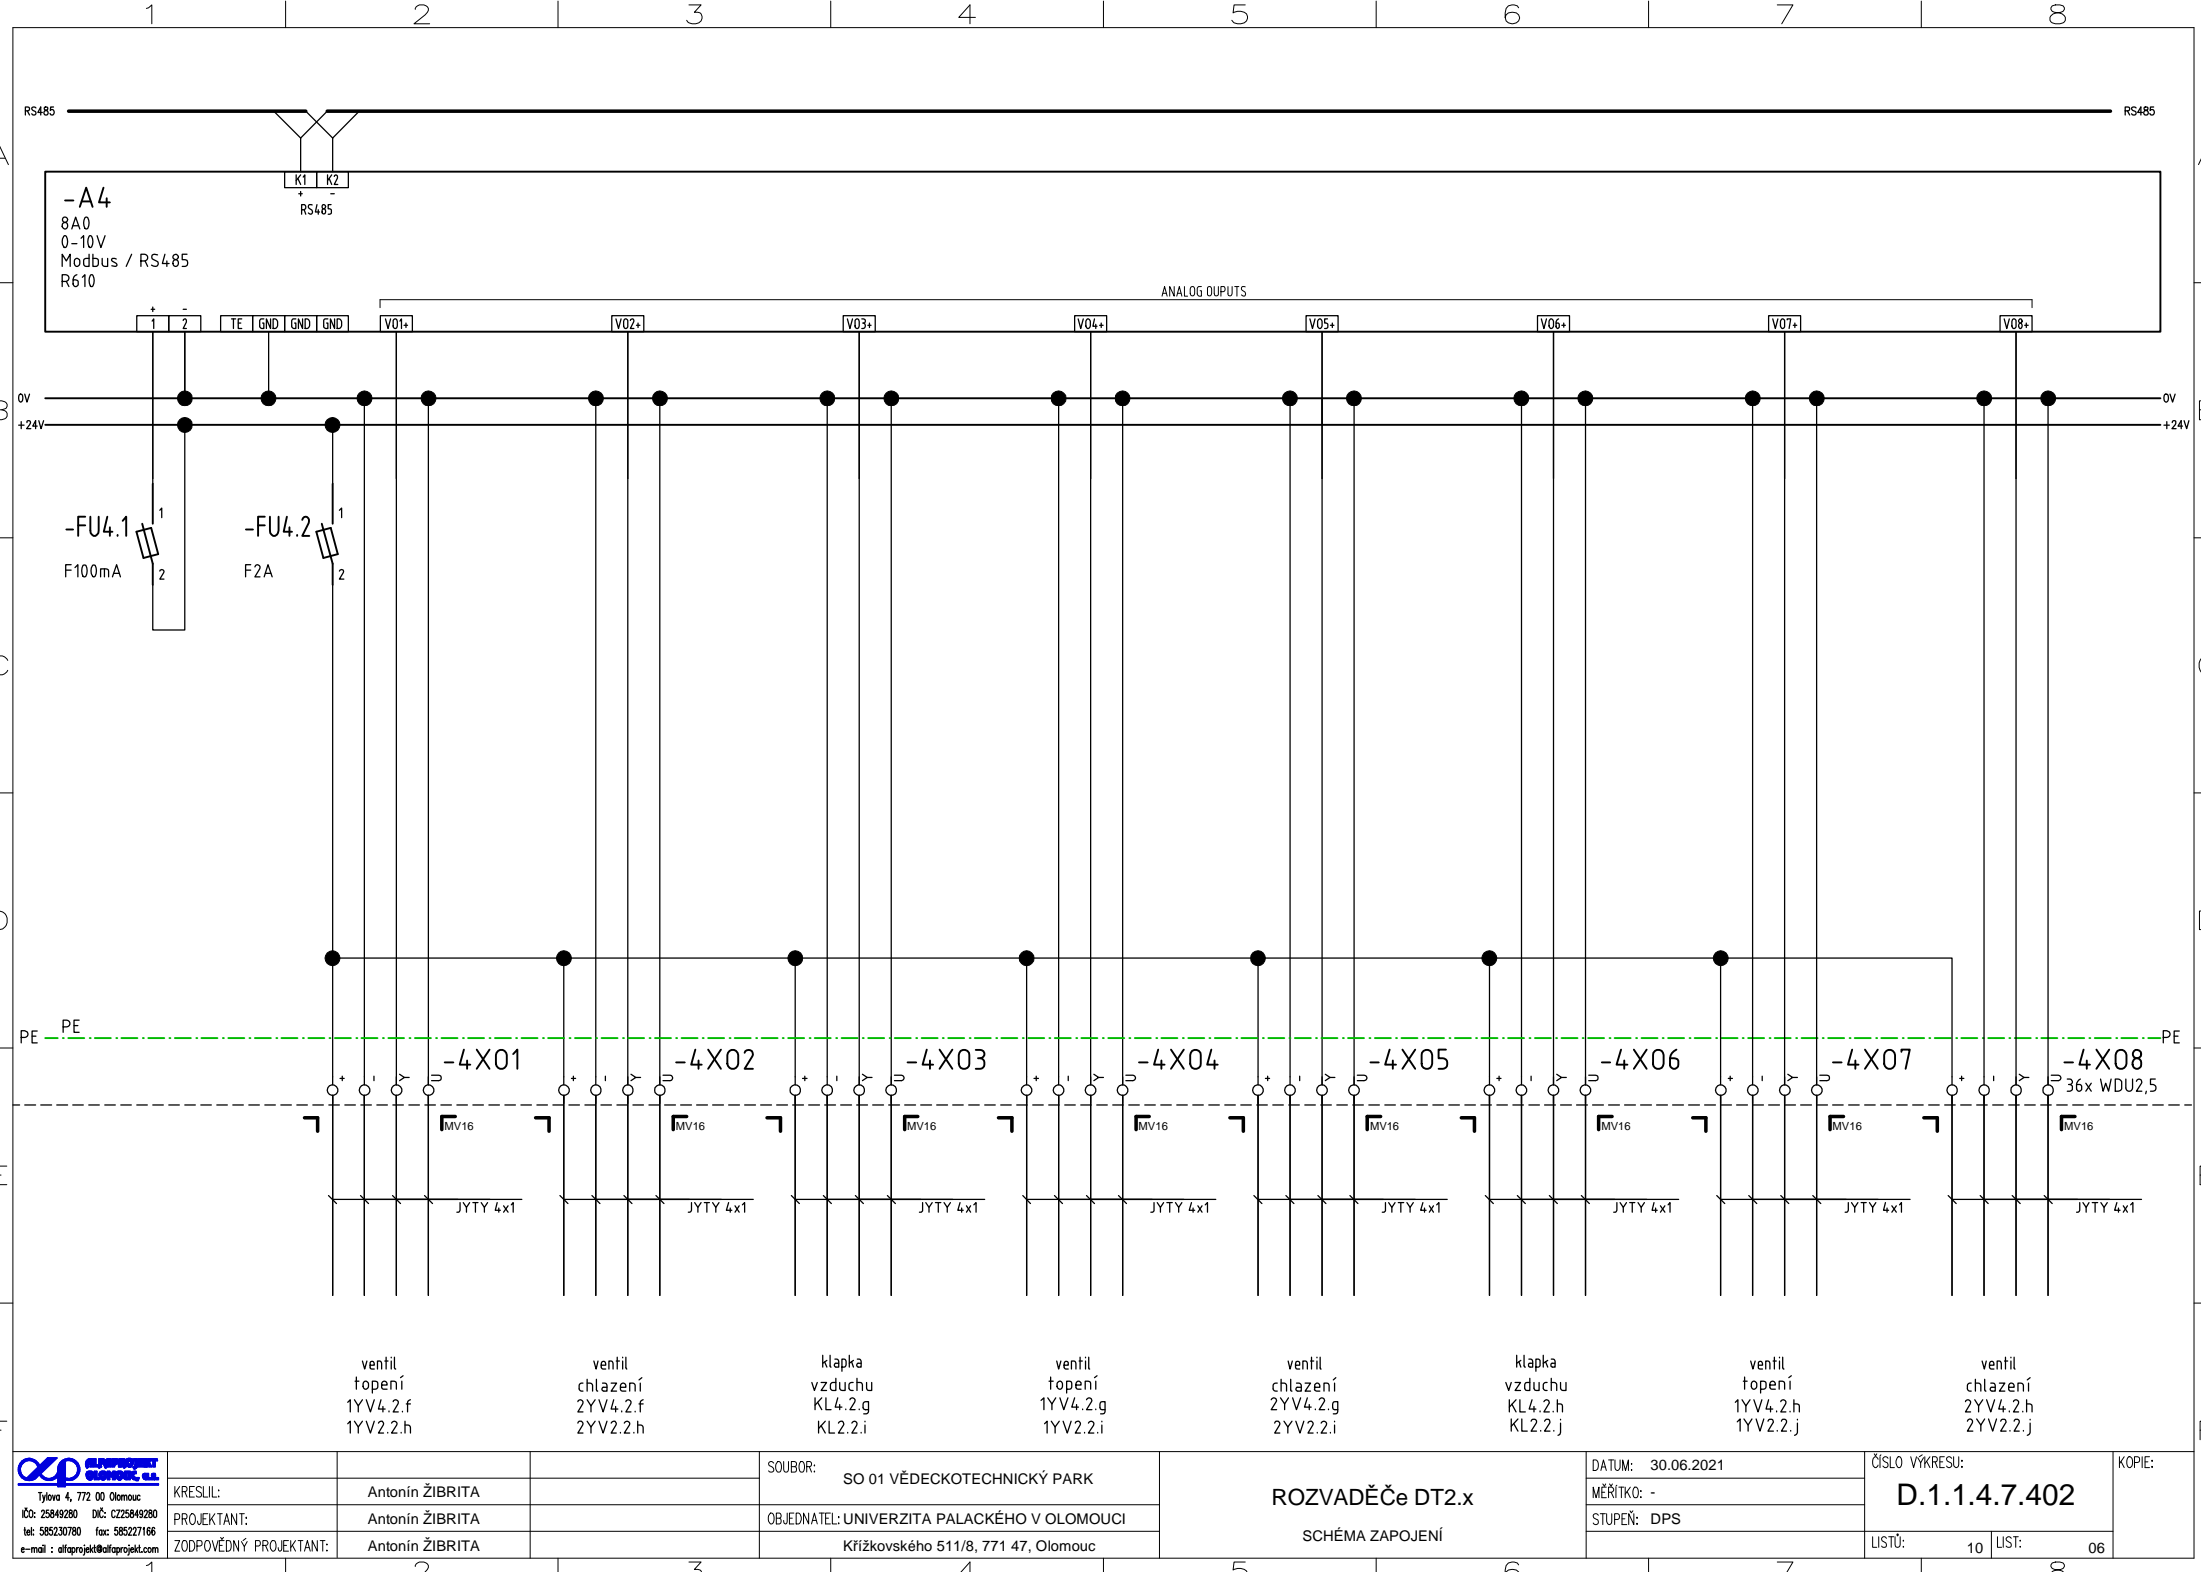 1 2 3 4 5 6 7 8
RS485
RS485
K1 K2
+ -
RS485
-A4
8AO
0-10V
Modbus / RS485
R610
ANALOG OUPUTS
+ -
1 2 TE GND GND GND VO1+ VO2+ VO3+ VO4+ VO5+ VO6+ VO7+ VO8+
0V 0V
+24V +24V
-FU4.1 1
F100mA 2
-FU4.2 1
F2A 2
PE PE PE
-4XO1 -4XO2 -4XO3 -4XO4 -4XO5 -4XO6 -4XO7 -4XO8
+ - Y U + - Y U + - Y U + - Y U + - Y U + - Y U + - Y U + - Y U
36x WDU2,5
MV16 MV16 MV16 MV16 MV16 MV16 MV16 MV16
JYTY 4x1 JYTY 4x1 JYTY 4x1 JYTY 4x1 JYTY 4x1 JYTY 4x1 JYTY 4x1 JYTY 4x1
ventil
topení
1YV4.2.f
1YV2.2.h
ventil
chlazení
2YV4.2.f
2YV2.2.h
klapka
vzduchu
KL4.2.g
KL2.2.i
ventil
topení
1YV4.2.g
1YV2.2.i
ventil
chlazení
2YV4.2.g
2YV2.2.i
klapka
vzduchu
KL4.2.h
KL2.2.j
ventil
topení
1YV4.2.h
1YV2.2.j
ventil
chlazení
2YV4.2.h
2YV2.2.j
ALFAPROJEKT
OLOMOUC, a.s.
Tylova 4, 772 00 Olomouc
IČO: 25849280 DIČ: CZ25849280
tel: 585230780 fax: 585227166
e-mail : alfaprojekt@alfaprojekt.com
KRESLIL: Antonín ŽIBRITA
PROJEKTANT: Antonín ŽIBRITA
ZODPOVĚDNÝ PROJEKTANT: Antonín ŽIBRITA
SOUBOR: SO 01 VĚDECKOTECHNICKÝ PARK
OBJEDNATEL: UNIVERZITA PALACKÉHO V OLOMOUCI
Křížkovského 511/8, 771 47, Olomouc
ROZVADĚČe DT2.x
SCHÉMA ZAPOJENÍ
DATUM: 30.06.2021
MĚŘÍTKO: -
STUPEŇ: DPS
ČÍSLO VÝKRESU:
D.1.1.4.7.402
LISTŮ: 10 LIST: 06
KOPIE: